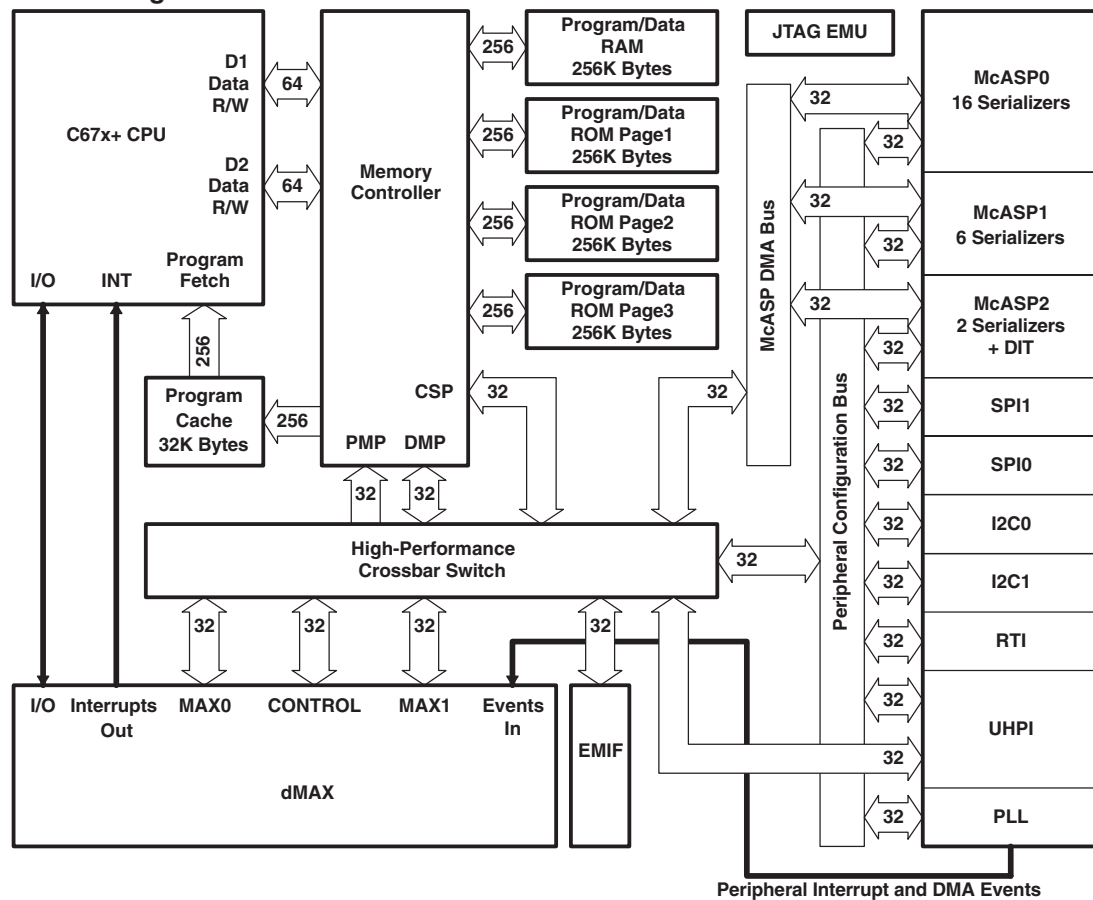 D1
Data
R/W
64
C67x+ CPU
D2
Data
R/W
64
I/O
INT
Program
Fetch
256
Program
Cache
32K Bytes
256
Memory
Controller
CSP
32
PMP
DMP
32
32
256
Program/Data
RAM
256K Bytes
256
Program/Data
ROM Page1
256K Bytes
256
Program/Data
ROM Page2
256K Bytes
256
Program/Data
ROM Page3
256K Bytes
JTAG EMU
McASP DMA Bus
32
32
32
32
Peripheral Configuration Bus
32
McASP0
16 Serializers
32
McASP1
6 Serializers
32
McASP2
2 Serializers
+ DIT
32
SPI1
32
SPI0
32
I2C0
32
I2C1
32
RTI
32
UHPI
32
32
PLL
32
High-Performance
Crossbar Switch
32
32
32
32
32
I/O
Interrupts
Out
MAX0
CONTROL
MAX1
Events
In
dMAX
EMIF
Peripheral Interrupt and DMA Events